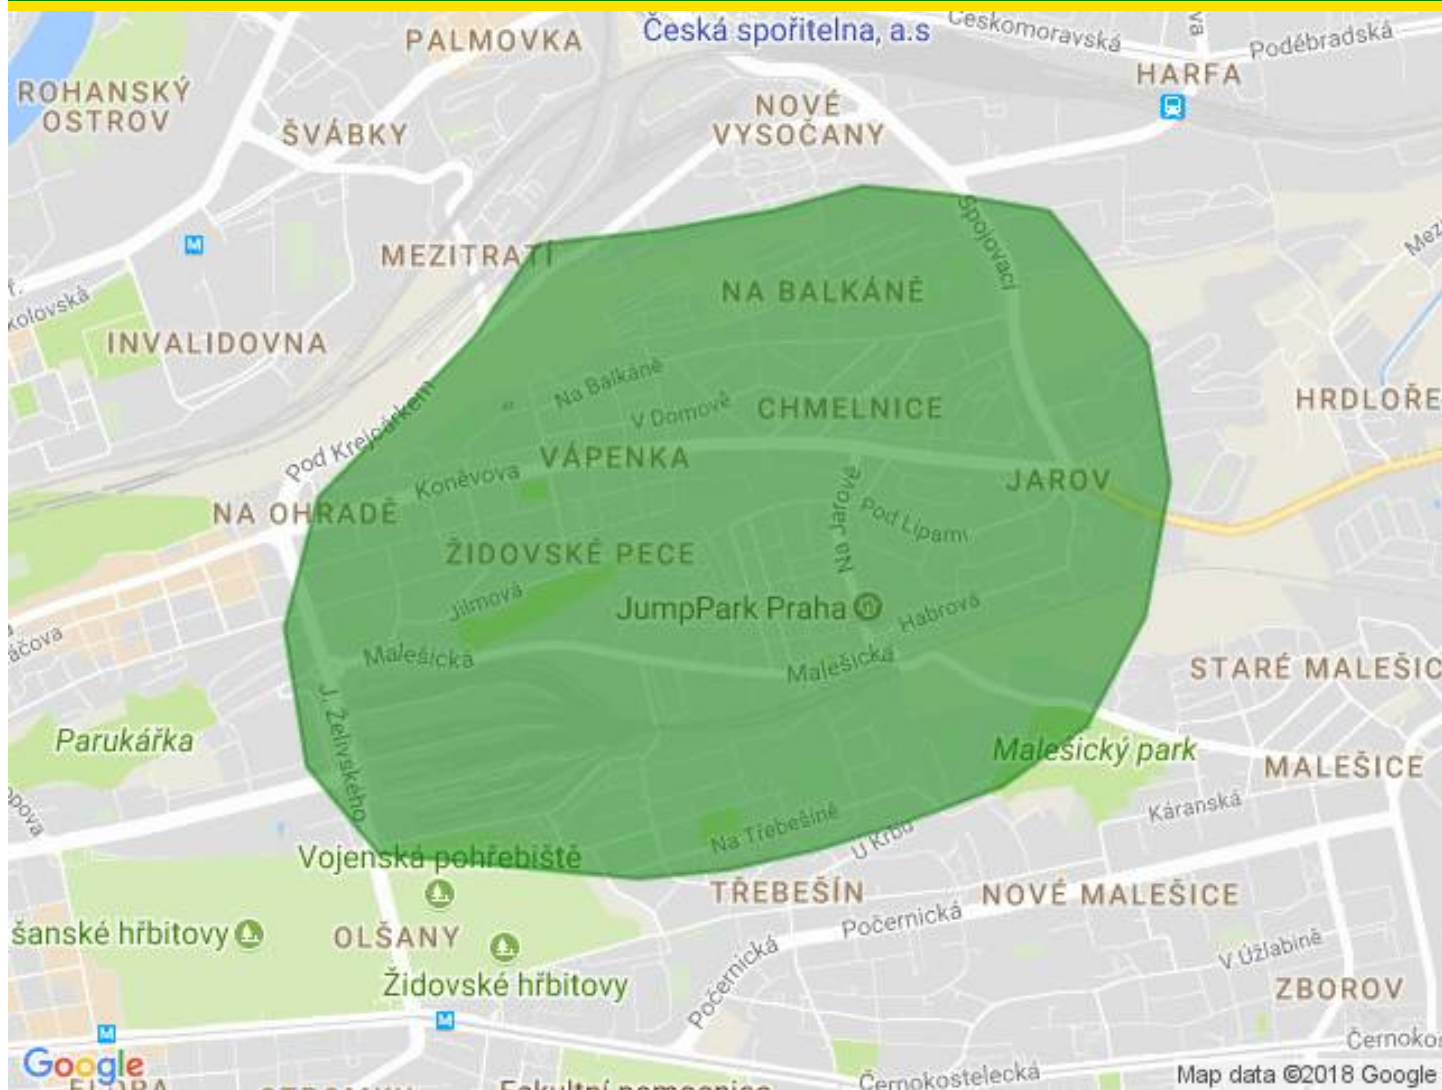 Česká spořitelna, a.s
Českomoravská
Poděbradská
PALMOVKA
HARFA
ROHANSKÝ
OSTROV
NOVÉ
VYSOČANY
ŠVÁBKY
Spojovací
MEZITRATÍ
NA BALKÁNĚ
INVALIDOVNA
Na Balkáně
HRDLOŘE
V Domově
CHMELNICE
Pod Krejcárkem
VÁPENKA
Koněvova
JAROV
NA OHRADĚ
Na Jarově
Pod Lipami
ŽIDOVSKÉ PECE
Jilmová
JumpPark Praha
Habrová
Malešická
Malešická
STARÉ MALEŠIC
J. Želivského
Parukářka
Malešický park
MALEŠICE
Káranská
Na Třebešíně
U Krbu
Vojenská pohřebiště
TŘEBEŠÍN
NOVÉ MALEŠICE
Počernická
šanské hřbitovy
OLŠANY
V Úžlabině
Židovské hřbitovy
Počernická
ZBOROV
Google
Černokostelecká
Map data ©2018 Google